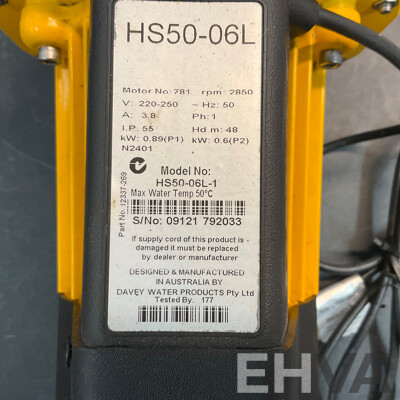 HS50-06L
Motor No: 781 rpm: 2850
V: 220-250 ~ Hz: 50
A: 3.8 Ph: 1
I.P. 55 Hd m: 48
kW: 0.89(P1) kW: 0.6(P2)
N2401
Model No:
HS50-06L-1
Max Water Temp 50°C
Part No. 12337-269
S/No: 09121 792033
If supply cord of this product is
damaged it must be replaced
by dealer or manufacturer
DESIGNED & MANUFACTURED
IN AUSTRALIA BY
DAVEY WATER PRODUCTS Pty Ltd
Tested By. 177
EHVA